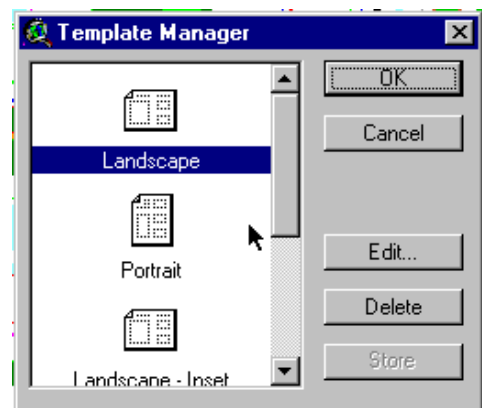 Template Manager
OK
Landscape
Cancel
Portrait
Edit...
Delete
Landscape - Inset
Store